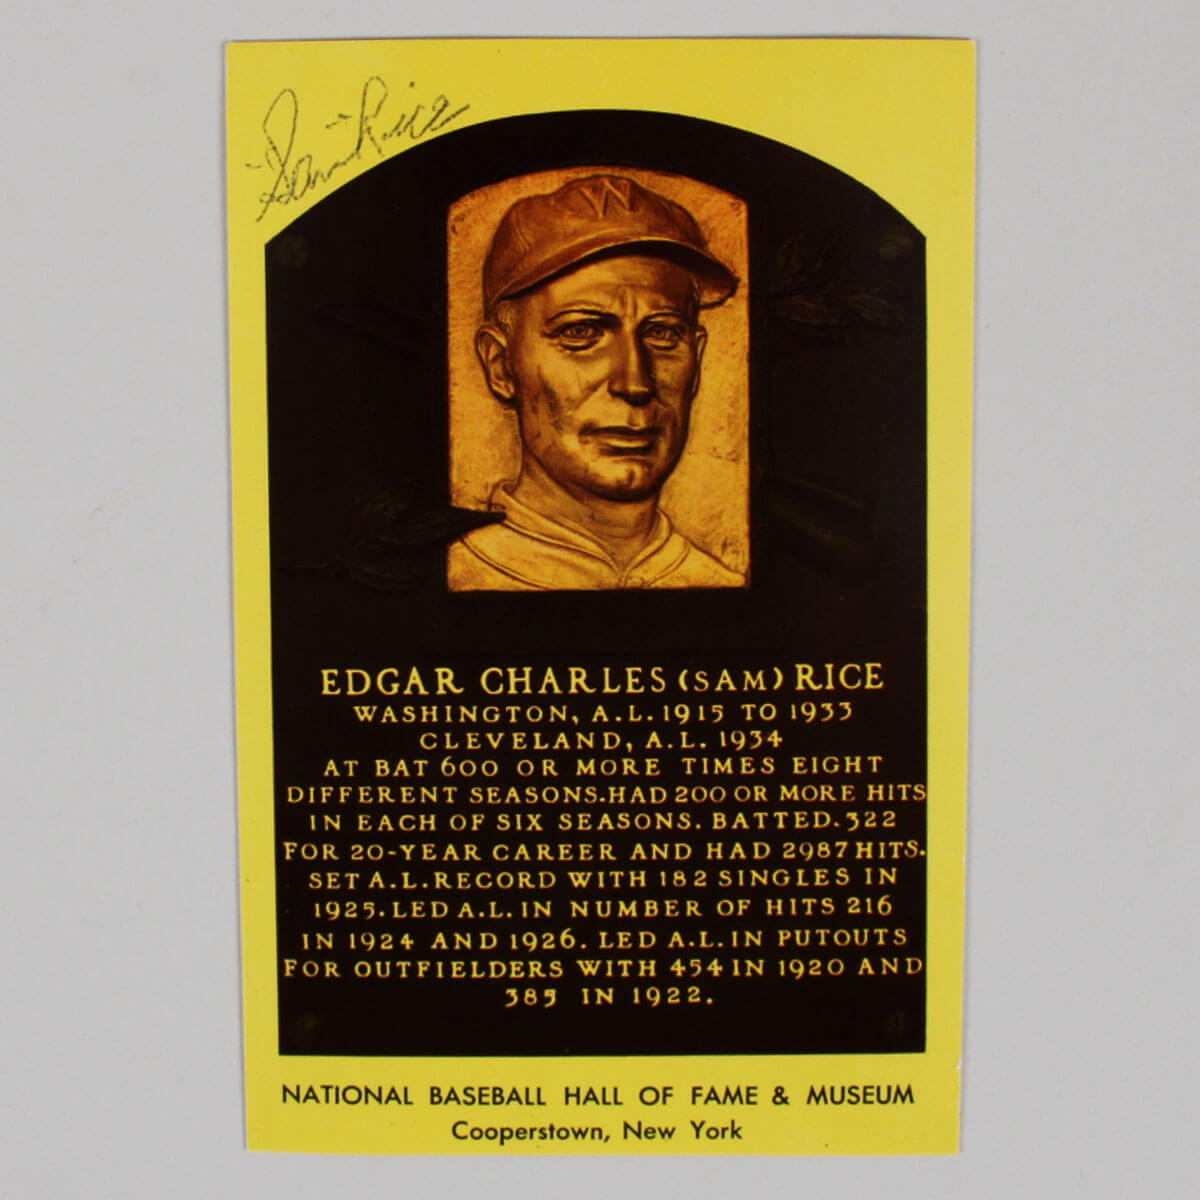 "Sam" Rice
W
EDGAR CHARLES (SAM) RICE
WASHINGTON, A.L. 1915 TO 1933
CLEVELAND, A.L. 1934
AT BAT 600 OR MORE TIMES EIGHT
DIFFERENT SEASONS. HAD 200 OR MORE HITS
IN EACH OF SIX SEASONS. BATTED .322
FOR 20-YEAR CAREER AND HAD 2987 HITS.
SET A.L. RECORD WITH 182 SINGLES IN
1925. LED A.L. IN NUMBER OF HITS 216
IN 1924 AND 1926. LED A.L. IN PUTOUTS
FOR OUTFIELDERS WITH 454 IN 1920 AND
385 IN 1922.
NATIONAL BASEBALL HALL OF FAME & MUSEUM
Cooperstown, New York